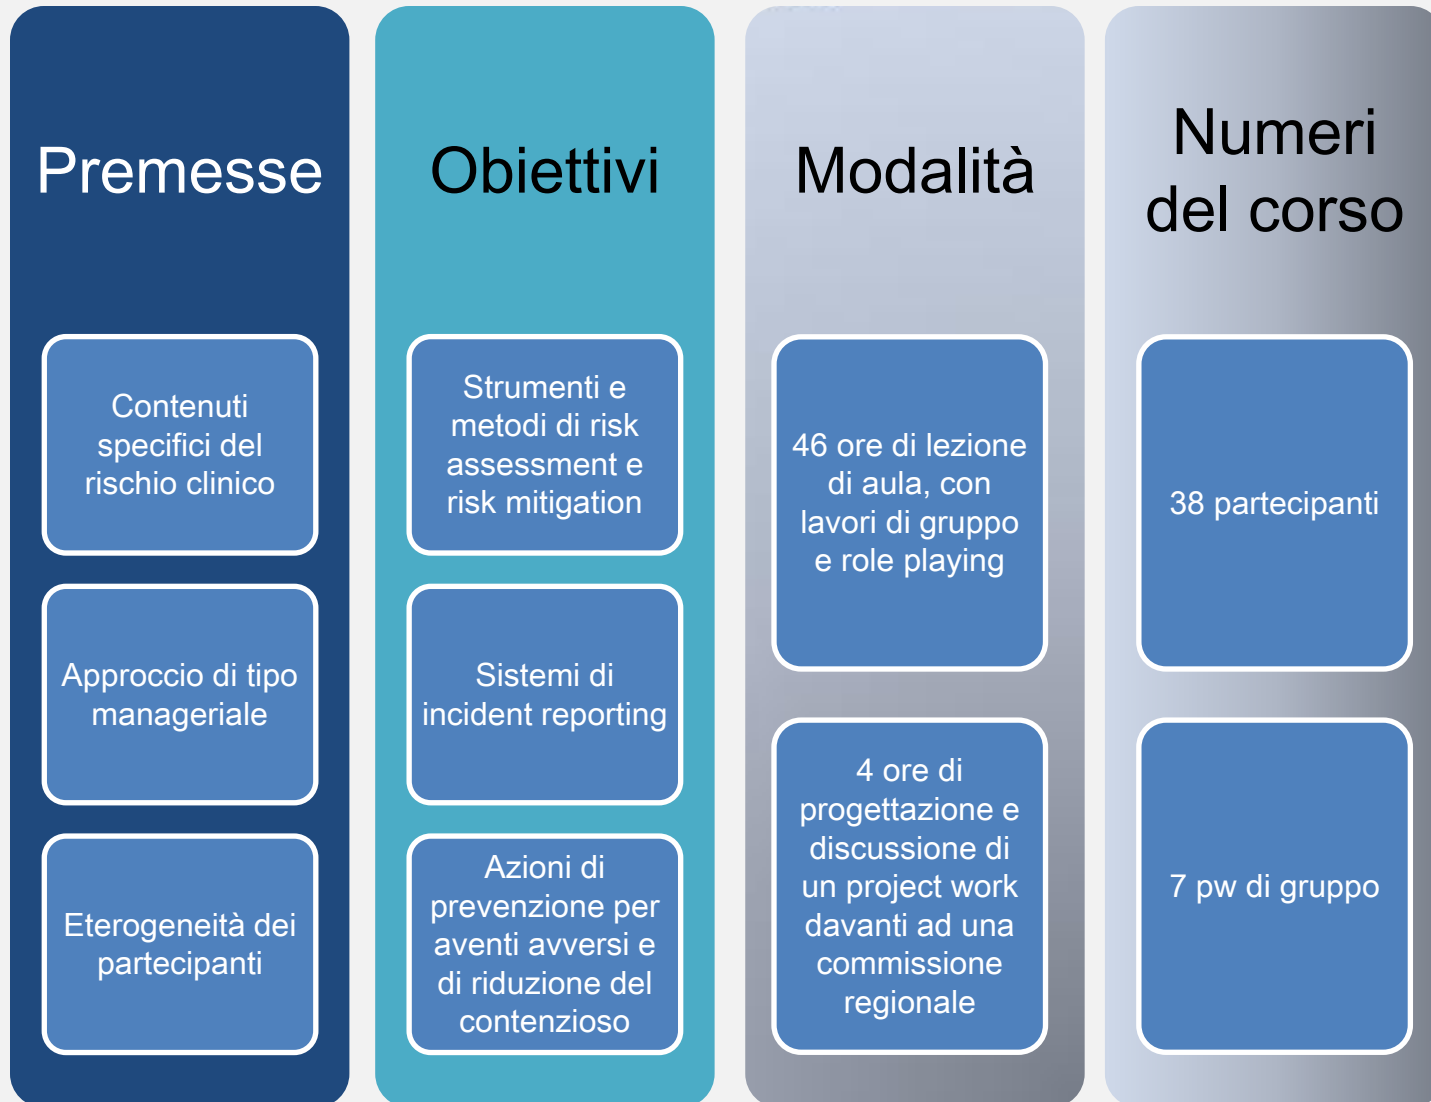 Premesse
Contenuti
specifici del
rischio clinico
Approccio di tipo
manageriale
Eterogeneità dei
partecipanti
Obiettivi
Strumenti e
metodi di risk
assessment e
risk mitigation
Sistemi di
incident reporting
Azioni di
prevenzione per
aventi avversi e
di riduzione del
contenzioso
Modalità
46 ore di lezione
di aula, con
lavori di gruppo
e role playing
4 ore di
progettazione e
discussione di
un project work
davanti ad una
commissione
regionale
Numeri
del corso
38 partecipanti
7 pw di gruppo